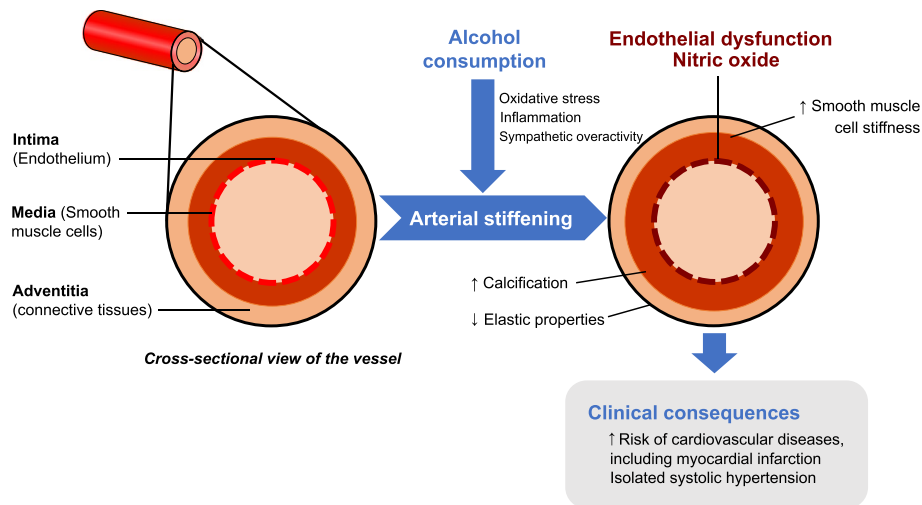 Alcohol
consumption
Endothelial dysfunction
Nitric oxide
Oxidative stress
Inflammation
Sympathetic overactivity
↑ Smooth muscle
cell stiffness
Intima
(Endothelium)
Media (Smooth
muscle cells)
Arterial stiffening
Adventitia
(connective tissues)
↑ Calcification
↓ Elastic properties
Cross-sectional view of the vessel
Clinical consequences
↑ Risk of cardiovascular diseases,
including myocardial infarction
Isolated systolic hypertension